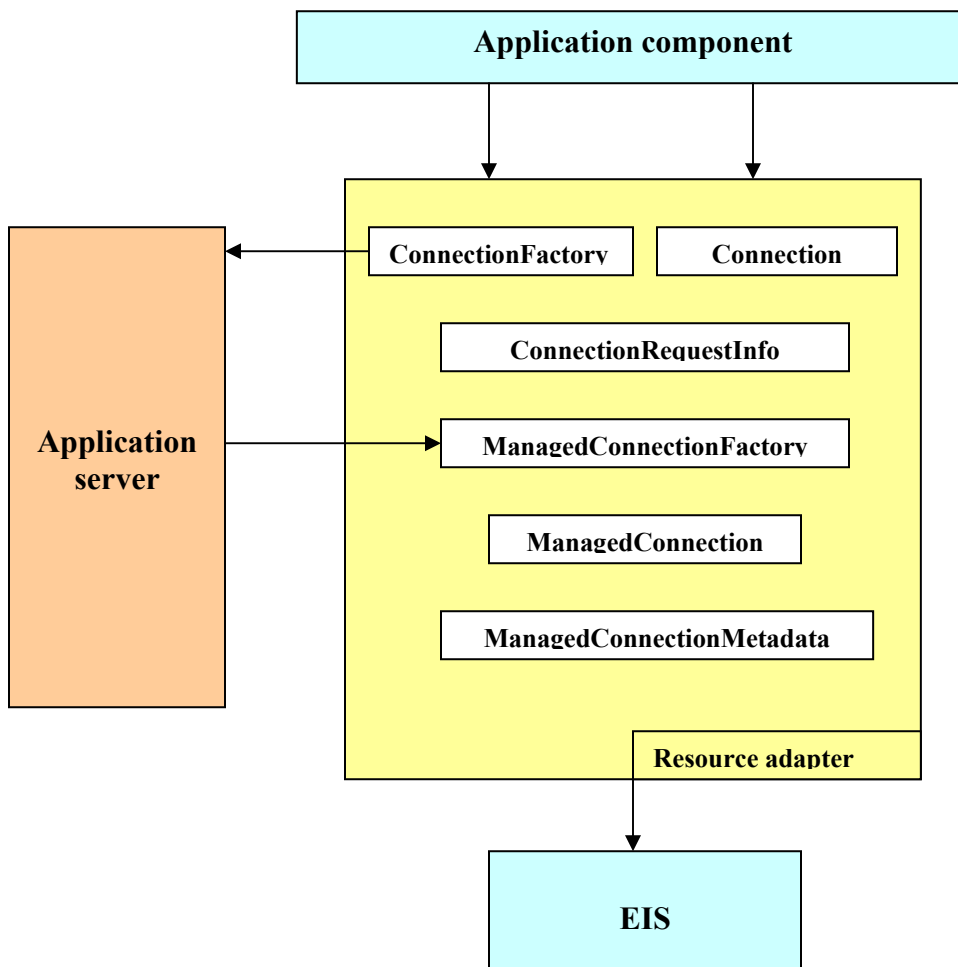 Application component
ConnectionFactory
Connection
ConnectionRequestInfo
Application
server
ManagedConnectionFactory
ManagedConnection
ManagedConnectionMetadata
Resource adapter
EIS